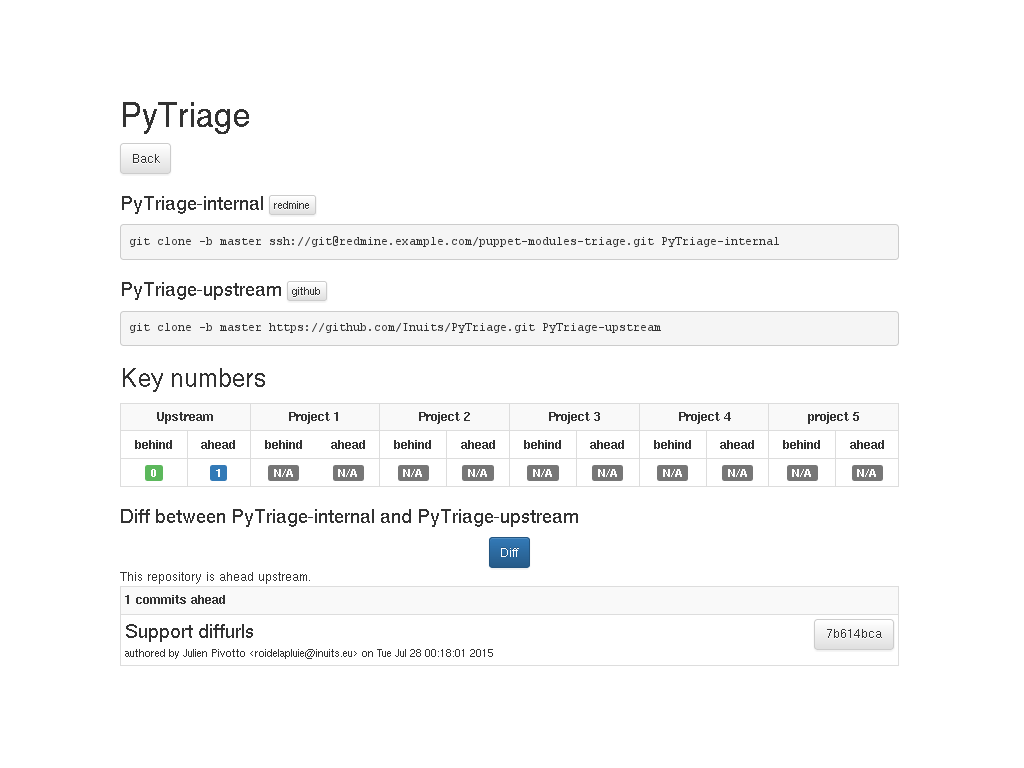 PyTriage
Back
PyTriage-internal redmine
git clone -b master ssh://git@redmine.example.com/puppet-modules-triage.git PyTriage-internal
PyTriage-upstream github
git clone -b master https://github.com/Inuits/PyTriage.git PyTriage-upstream
Key numbers
Upstream Project 1 Project 2 Project 3 Project 4 project 5
behind ahead behind ahead behind ahead behind ahead behind ahead behind ahead
0 1 N/A N/A N/A N/A N/A N/A N/A N/A N/A N/A
Diff between PyTriage-internal and PyTriage-upstream
Diff
This repository is ahead upstream.
1 commits ahead
Support diffurls 7b614bca
authored by Julien Pivotto <roidelapluie@inuits.eu> on Tue Jul 28 00:18:01 2015